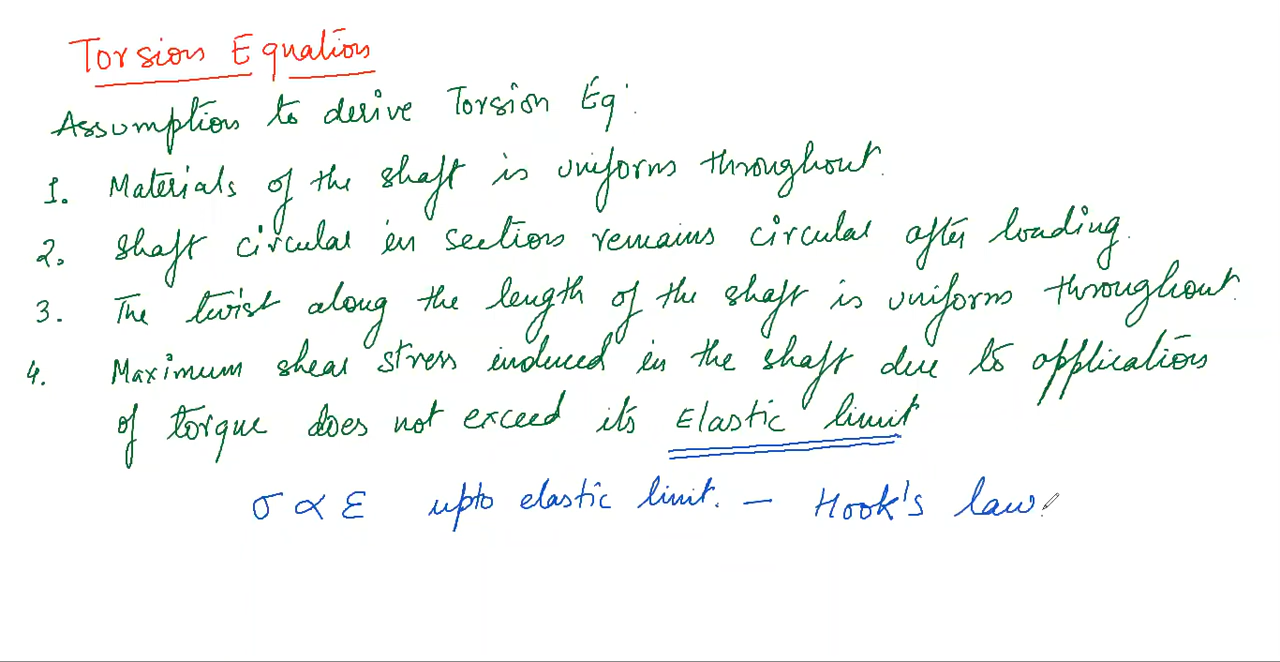 Torsion Equation
Assumption to derive Torsion Eq.
1. Materials of the shaft is uniform throughout.
2. Shaft circular in section remains circular after loading.
3. The twist along the length of the shaft is uniform throughout.
4. Maximum shear stress induced in the shaft due to application
of torque does not exceed its Elastic limit
σ ∝ ε upto elastic limit. — Hook's law.